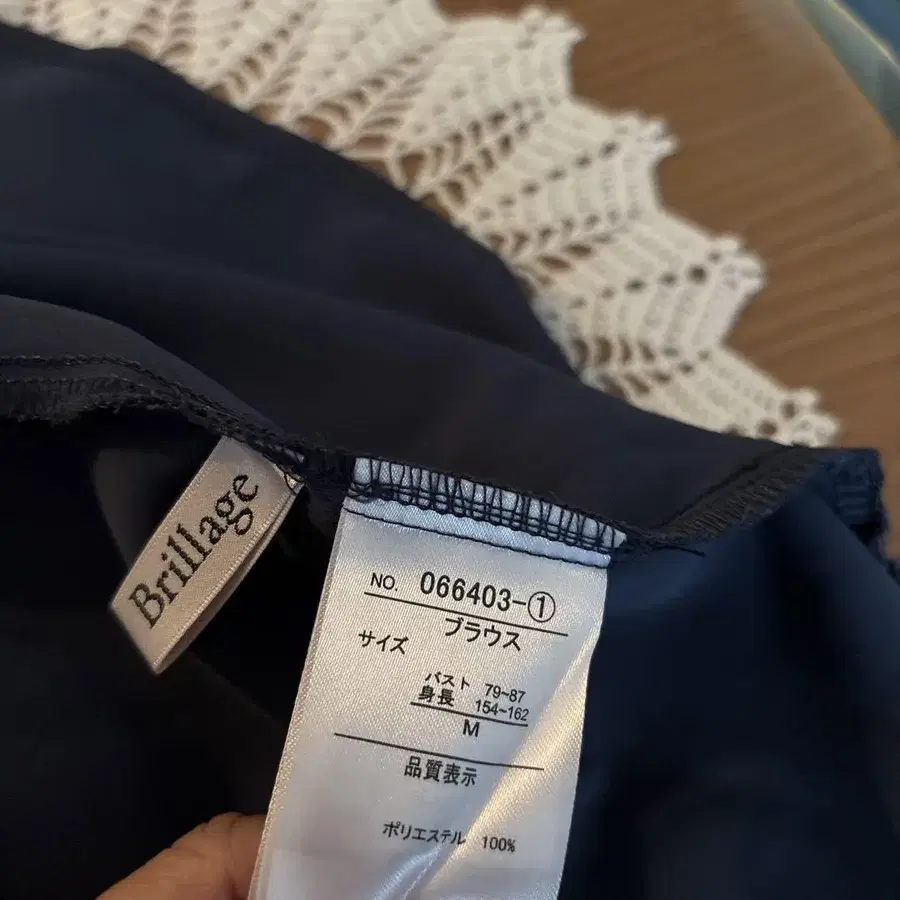 Brillage
NO. 066403-①
ブラウス
サイズ
バスト 79~87
身長 154~162
M
品質表示
ポリエステル 100%